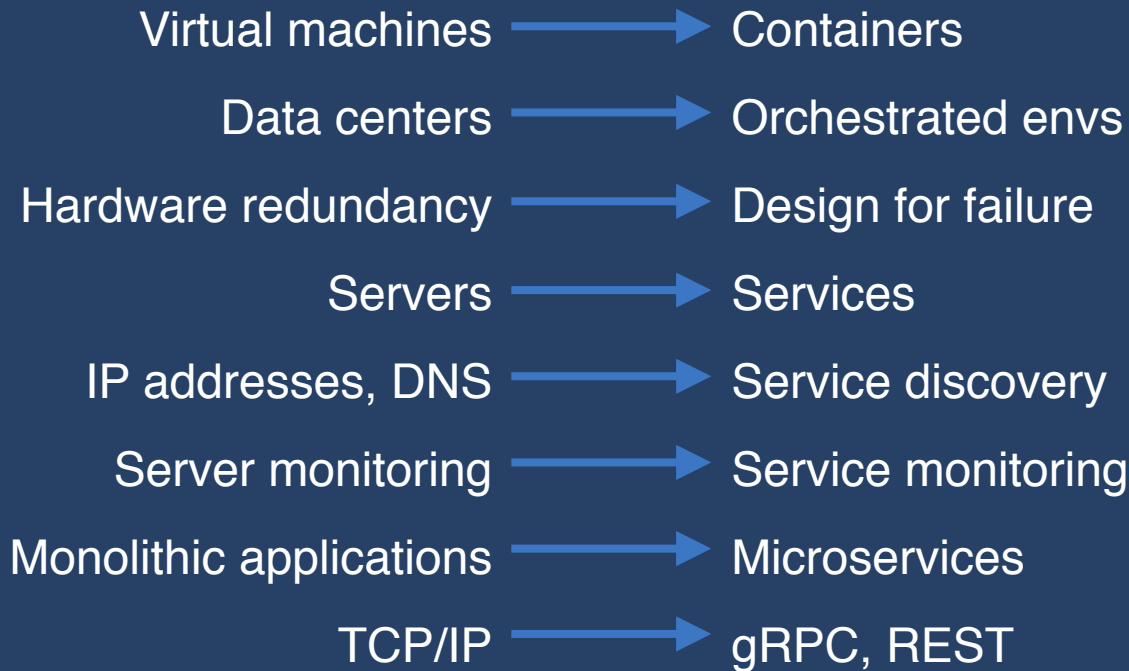 Virtual machines Containers
Data centers Orchestrated envs
Hardware redundancy Design for failure
Servers Services
IP addresses, DNS Service discovery
Server monitoring Service monitoring
Monolithic applications Microservices
TCP/IP gRPC, REST